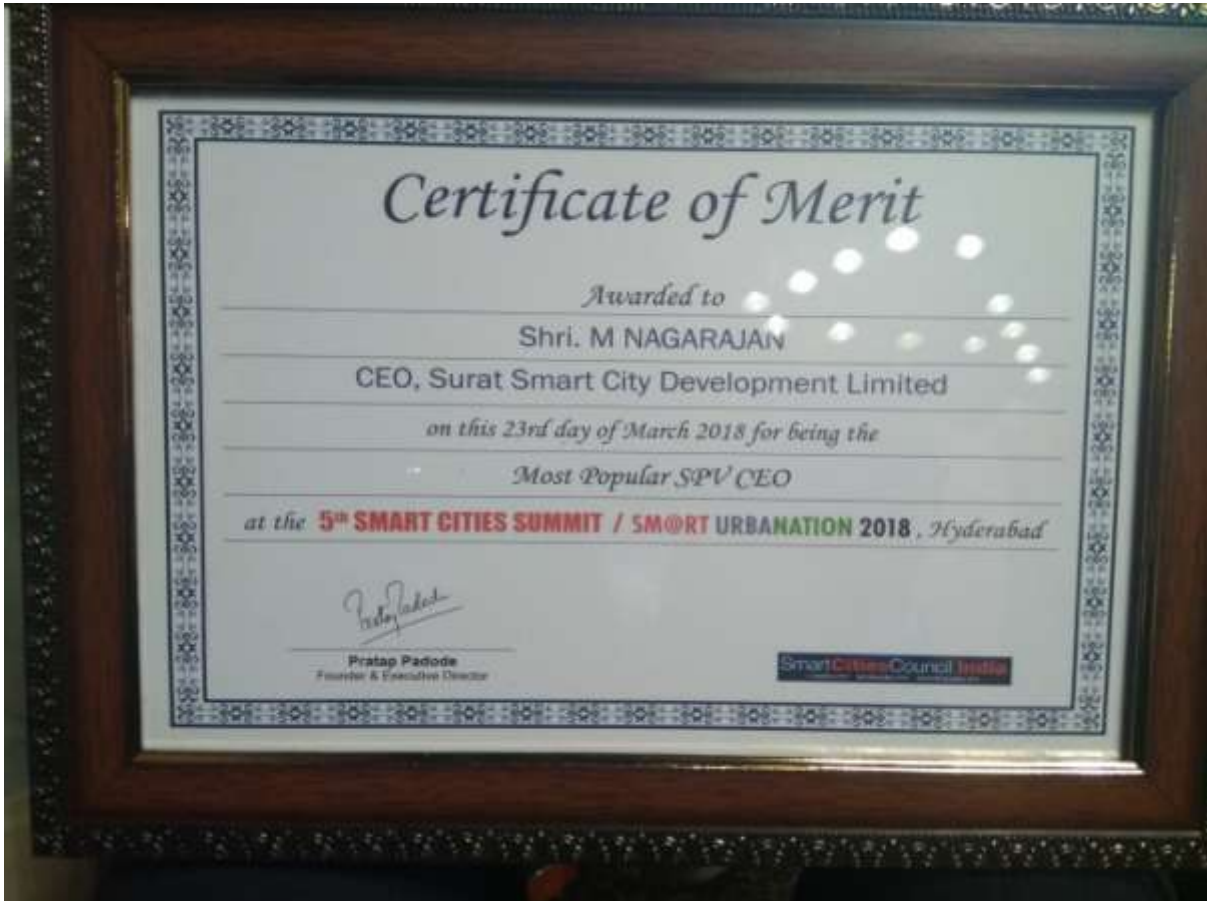 Certificate of Merit
Awarded to
Shri. M NAGARAJAN
CEO, Surat Smart City Development Limited
on this 23rd day of March 2018 for being the
Most Popular SPV CEO
at the 5th SMART CITIES SUMMIT / SM@RT URBANATION 2018, Hyderabad
Pratap Padode
Founder & Executive Director
SmartCitiesCouncil India